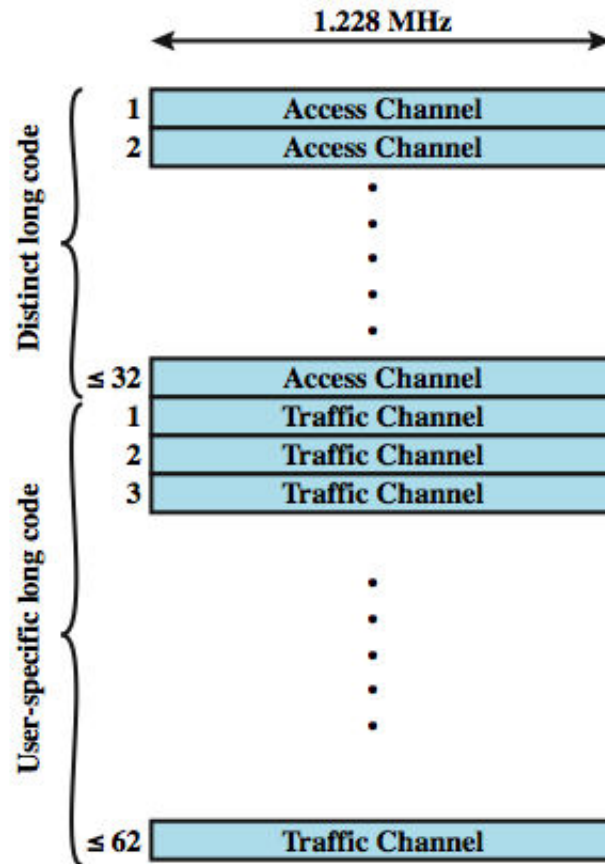 1.228 MHz
Distinct long code
1 Access Channel
2 Access Channel
≤ 32 Access Channel
User-specific long code
1 Traffic Channel
2 Traffic Channel
3 Traffic Channel
≤ 62 Traffic Channel